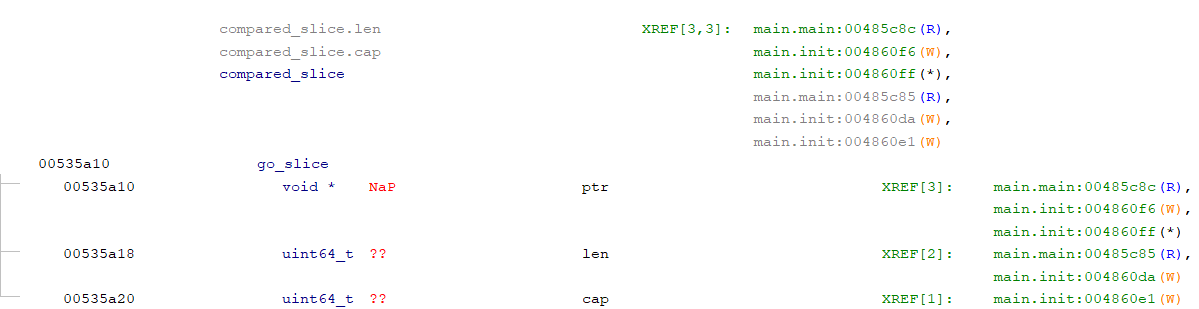 compared_slice.len XREF[3,3]: main.main:00485c8c(R),
compared_slice.cap main.init:004860f6(W),
compared_slice main.init:004860ff(*),
main.main:00485c85(R),
main.init:004860da(W),
main.init:004860e1(W)
00535a10 go_slice
00535a10 void * NaP ptr XREF[3]: main.main:00485c8c(R),
main.init:004860f6(W),
main.init:004860ff(*)
00535a18 uint64_t ?? len XREF[2]: main.main:00485c85(R),
main.init:004860da(W)
00535a20 uint64_t ?? cap XREF[1]: main.init:004860e1(W)